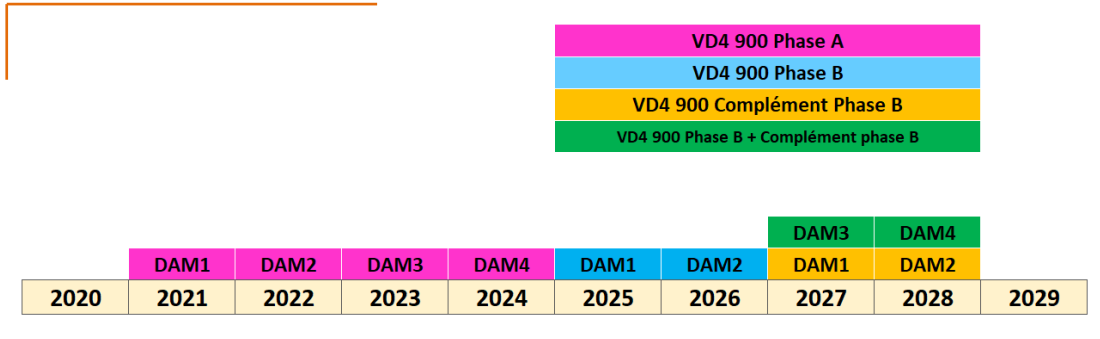 VD4 900 Phase A
VD4 900 Phase B
VD4 900 Complément Phase B
VD4 900 Phase B + Complément phase B
DAM3 DAM4
DAM1 DAM2 DAM3 DAM4 DAM1 DAM2 DAM1 DAM2
2020 2021 2022 2023 2024 2025 2026 2027 2028 2029